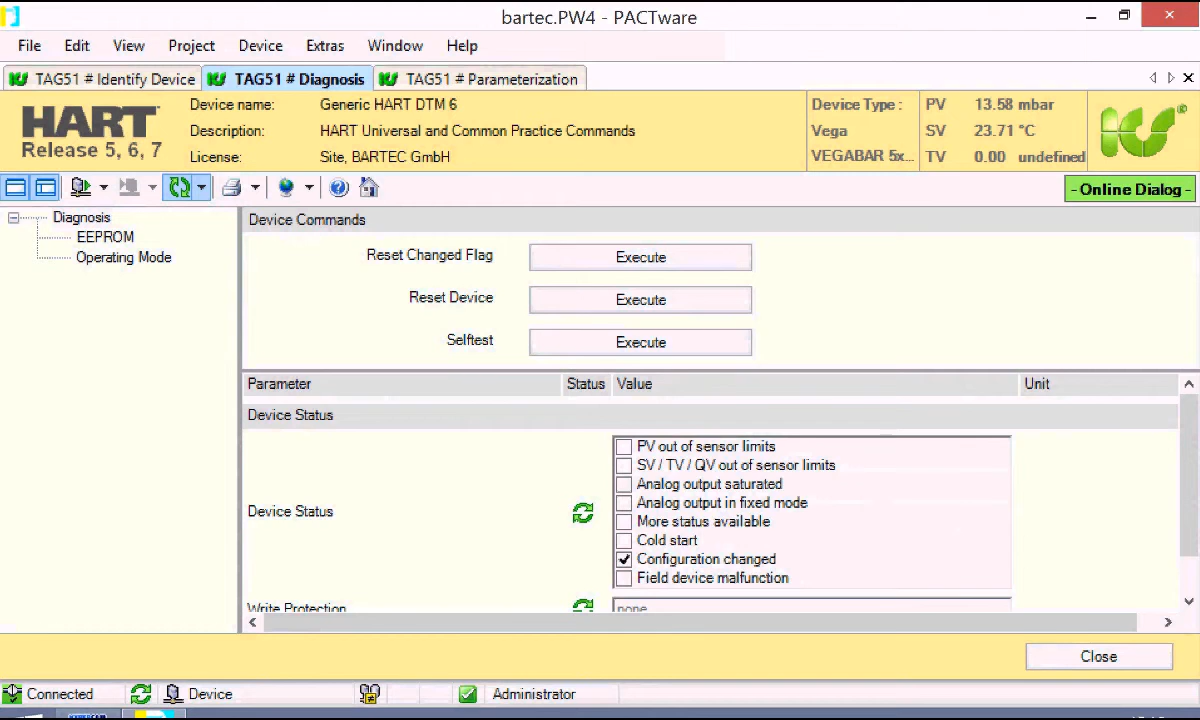 bartec.PW4 - PACTware
File Edit View Project Device Extras Window Help
TAG51 # Identify Device TAG51 # Diagnosis TAG51 # Parameterization
HART
Release 5, 6, 7
Device name: Generic HART DTM 6
Description: HART Universal and Common Practice Commands
License: Site, BARTEC GmbH
Device Type :
Vega
VEGABAR 5x...
PV 13.58 mbar
SV 23.71 °C
TV 0.00 undefined
- Online Dialog -
Diagnosis
EEPROM
Operating Mode
Device Commands
Reset Changed Flag Execute
Reset Device Execute
Selftest Execute
Parameter Status Value Unit
Device Status
Device Status
PV out of sensor limits
SV / TV / QV out of sensor limits
Analog output saturated
Analog output in fixed mode
More status available
Cold start
Configuration changed
Field device malfunction
Write Protection none
Close
Connected Device Administrator